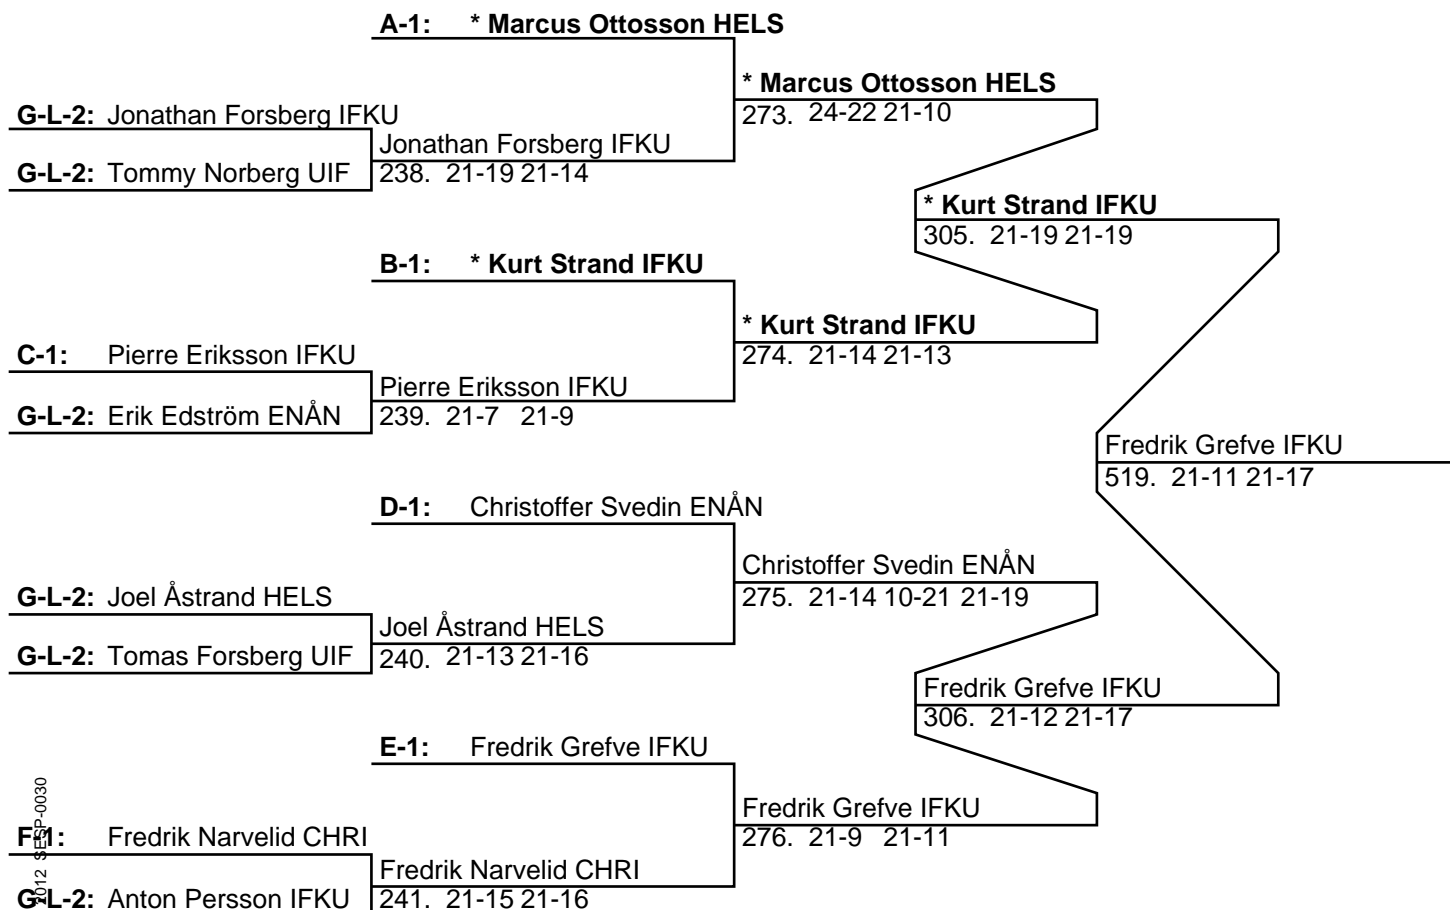 A-1: * Marcus Ottosson HELS
* Marcus Ottosson HELS
G-L-2: Jonathan Forsberg IFKU
273. 24-22 21-10
Jonathan Forsberg IFKU
G-L-2: Tommy Norberg UIF
238. 21-19 21-14
* Kurt Strand IFKU
305. 21-19 21-19
B-1: * Kurt Strand IFKU
* Kurt Strand IFKU
C-1: Pierre Eriksson IFKU
274. 21-14 21-13
Pierre Eriksson IFKU
G-L-2: Erik Edström ENÅN
239. 21-7 21-9
Fredrik Grefve IFKU
519. 21-11 21-17
D-1: Christoffer Svedin ENÅN
Christoffer Svedin ENÅN
G-L-2: Joel Åstrand HELS
275. 21-14 10-21 21-19
Joel Åstrand HELS
G-L-2: Tomas Forsberg UIF
240. 21-13 21-16
Fredrik Grefve IFKU
306. 21-12 21-17
E-1: Fredrik Grefve IFKU
Fredrik Grefve IFKU
F-1: Fredrik Narvelid CHRI
276. 21-9 21-11
Fredrik Narvelid CHRI
G-L-2: Anton Persson IFKU
241. 21-15 21-16
2012 SESP-0030